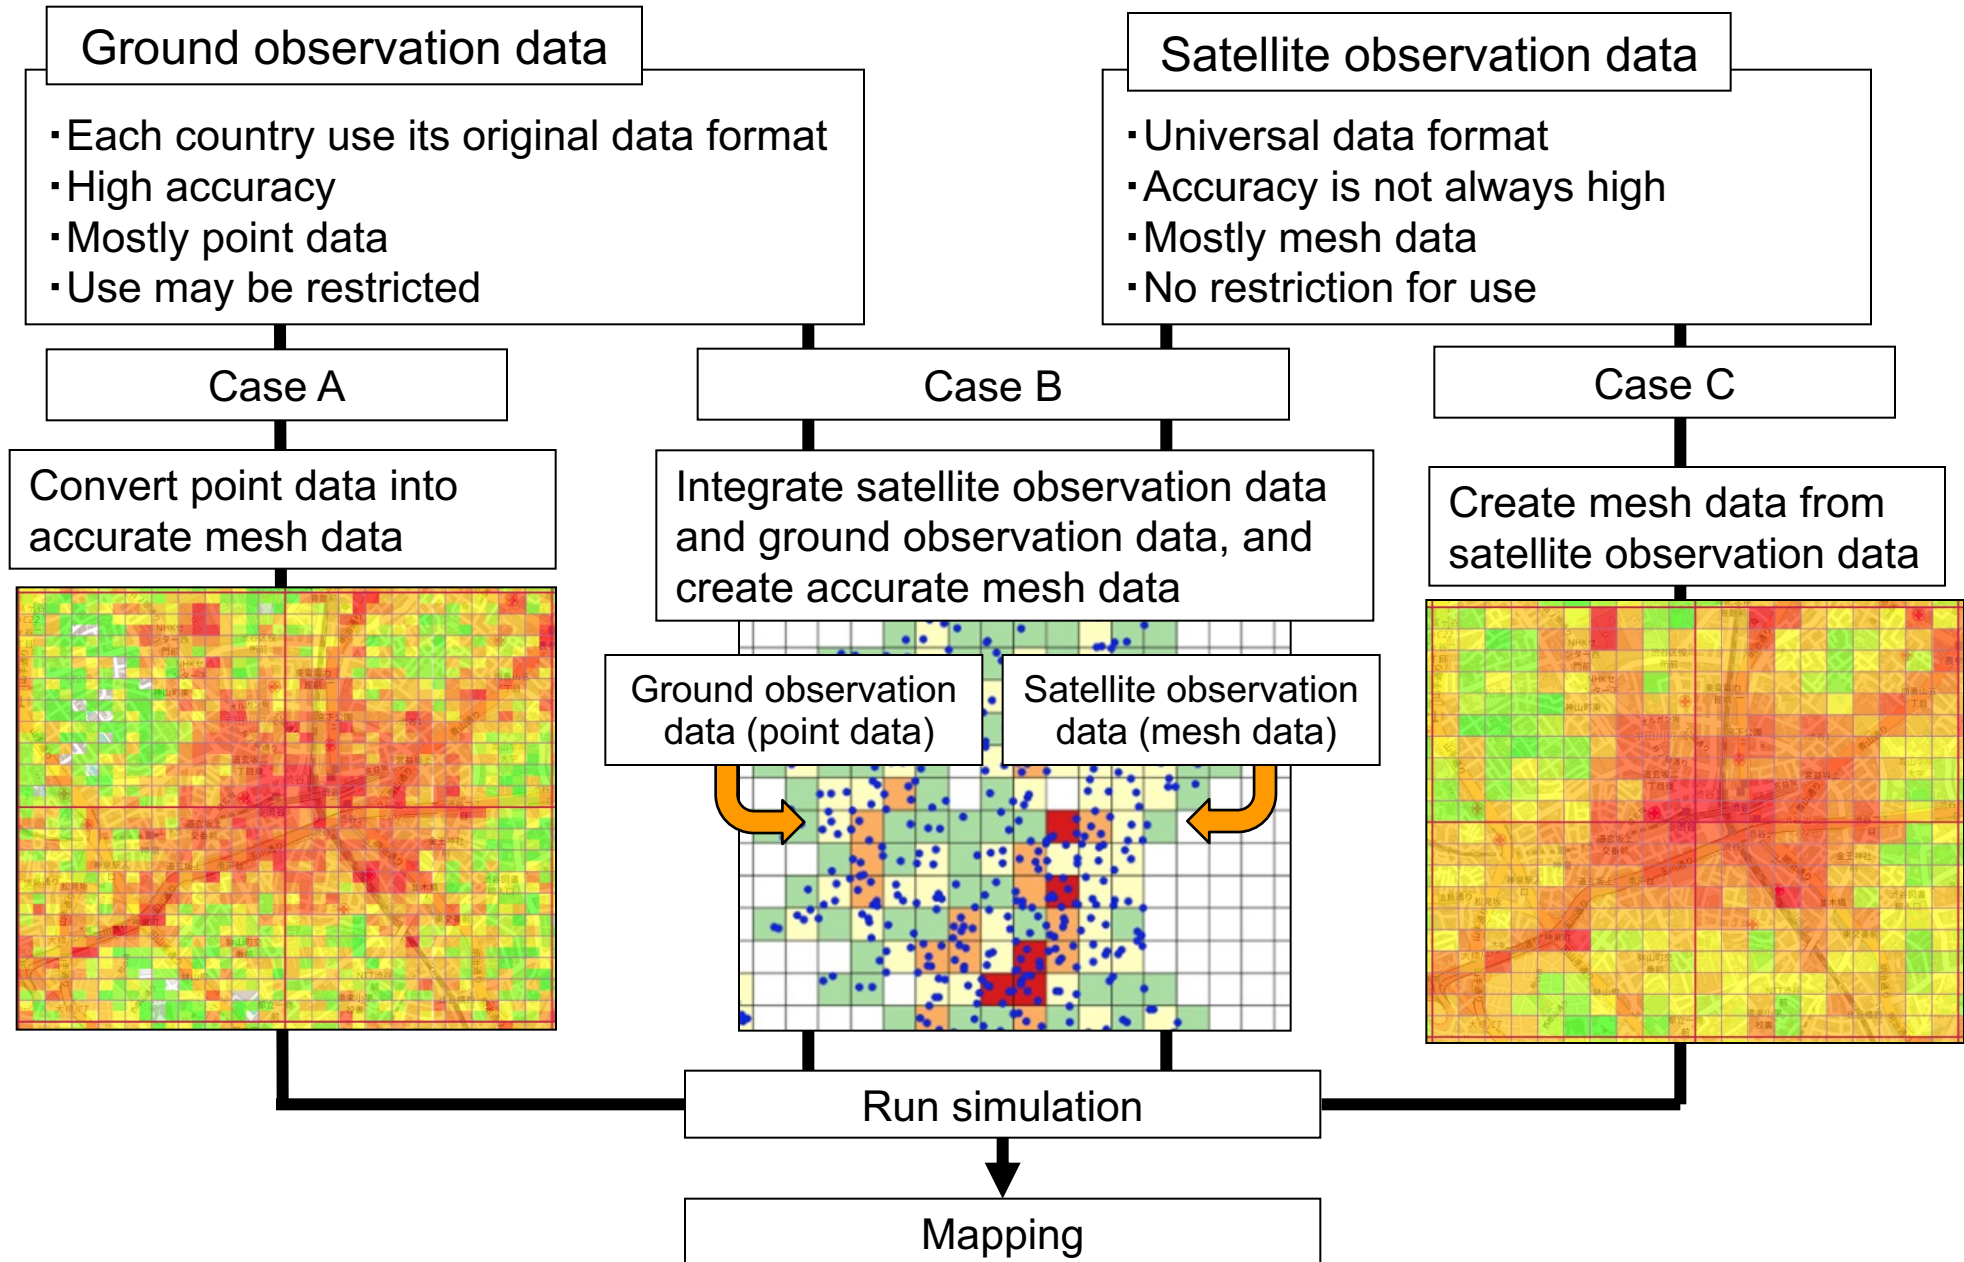 Ground observation data
・Each country use its original data format
・High accuracy
・Mostly point data
・Use may be restricted
Satellite observation data
・Universal data format
・Accuracy is not always high
・Mostly mesh data
・No restriction for use
Case A
Case B
Case C
Convert point data into
accurate mesh data
Integrate satellite observation data
and ground observation data, and
create accurate mesh data
Create mesh data from
satellite observation data
Ground observation
data (point data)
Satellite observation
data (mesh data)
Run simulation
Mapping